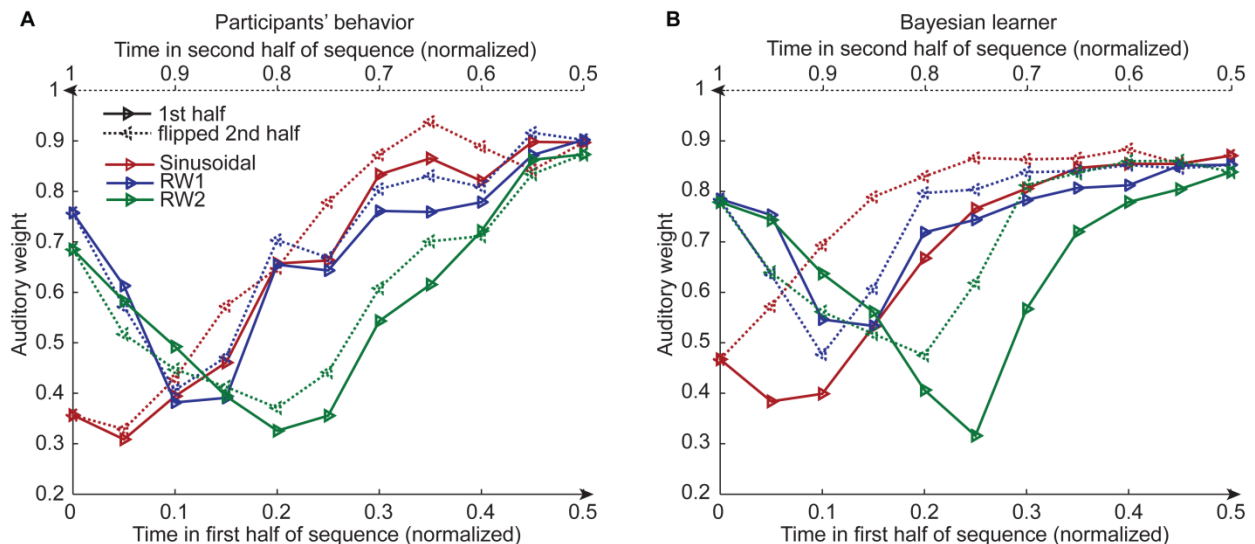 A
Participants' behavior
Time in second half of sequence (normalized)
1 0.9 0.8 0.7 0.6 0.5
1st half
flipped 2nd half
Sinusoidal
RW1
RW2
Auditory weight
1
0.9
0.8
0.7
0.6
0.5
0.4
0.3
0.2
0 0.1 0.2 0.3 0.4 0.5
Time in first half of sequence (normalized)
B
Bayesian learner
Time in second half of sequence (normalized)
1 0.9 0.8 0.7 0.6 0.5
Auditory weight
1
0.9
0.8
0.7
0.6
0.5
0.4
0.3
0.2
0 0.1 0.2 0.3 0.4 0.5
Time in first half of sequence (normalized)